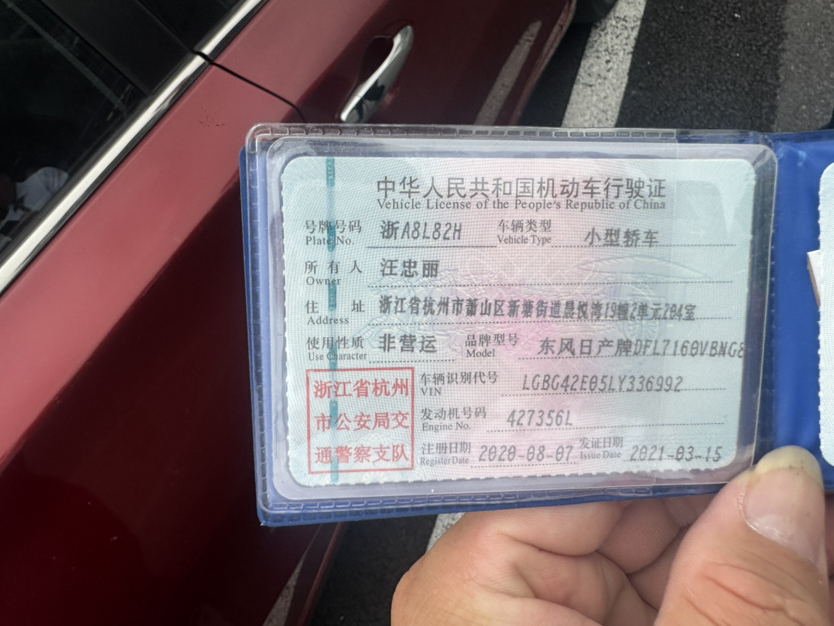 中华人民共和国机动车行驶证
Vehicle License of the People's Republic of China
号牌号码 浙A8L82H 车辆类型 小型轿车
Plate No. Vehicle Type
所有人 汪忠丽
Owner
住址 浙江省杭州市萧山区新塘街道晨悦湾19幢2单元204室
Address
使用性质 非营运 品牌型号 东风日产牌DFL7160VBNG8
Use Character Model
浙江省杭州
市公安局交
通警察支队
车辆识别代号 LGBG42E05LY336992
VIN
发动机号码 427356L
Engine No.
注册日期 2020-08-07 发证日期 2021-03-15
Register Date Issue Date